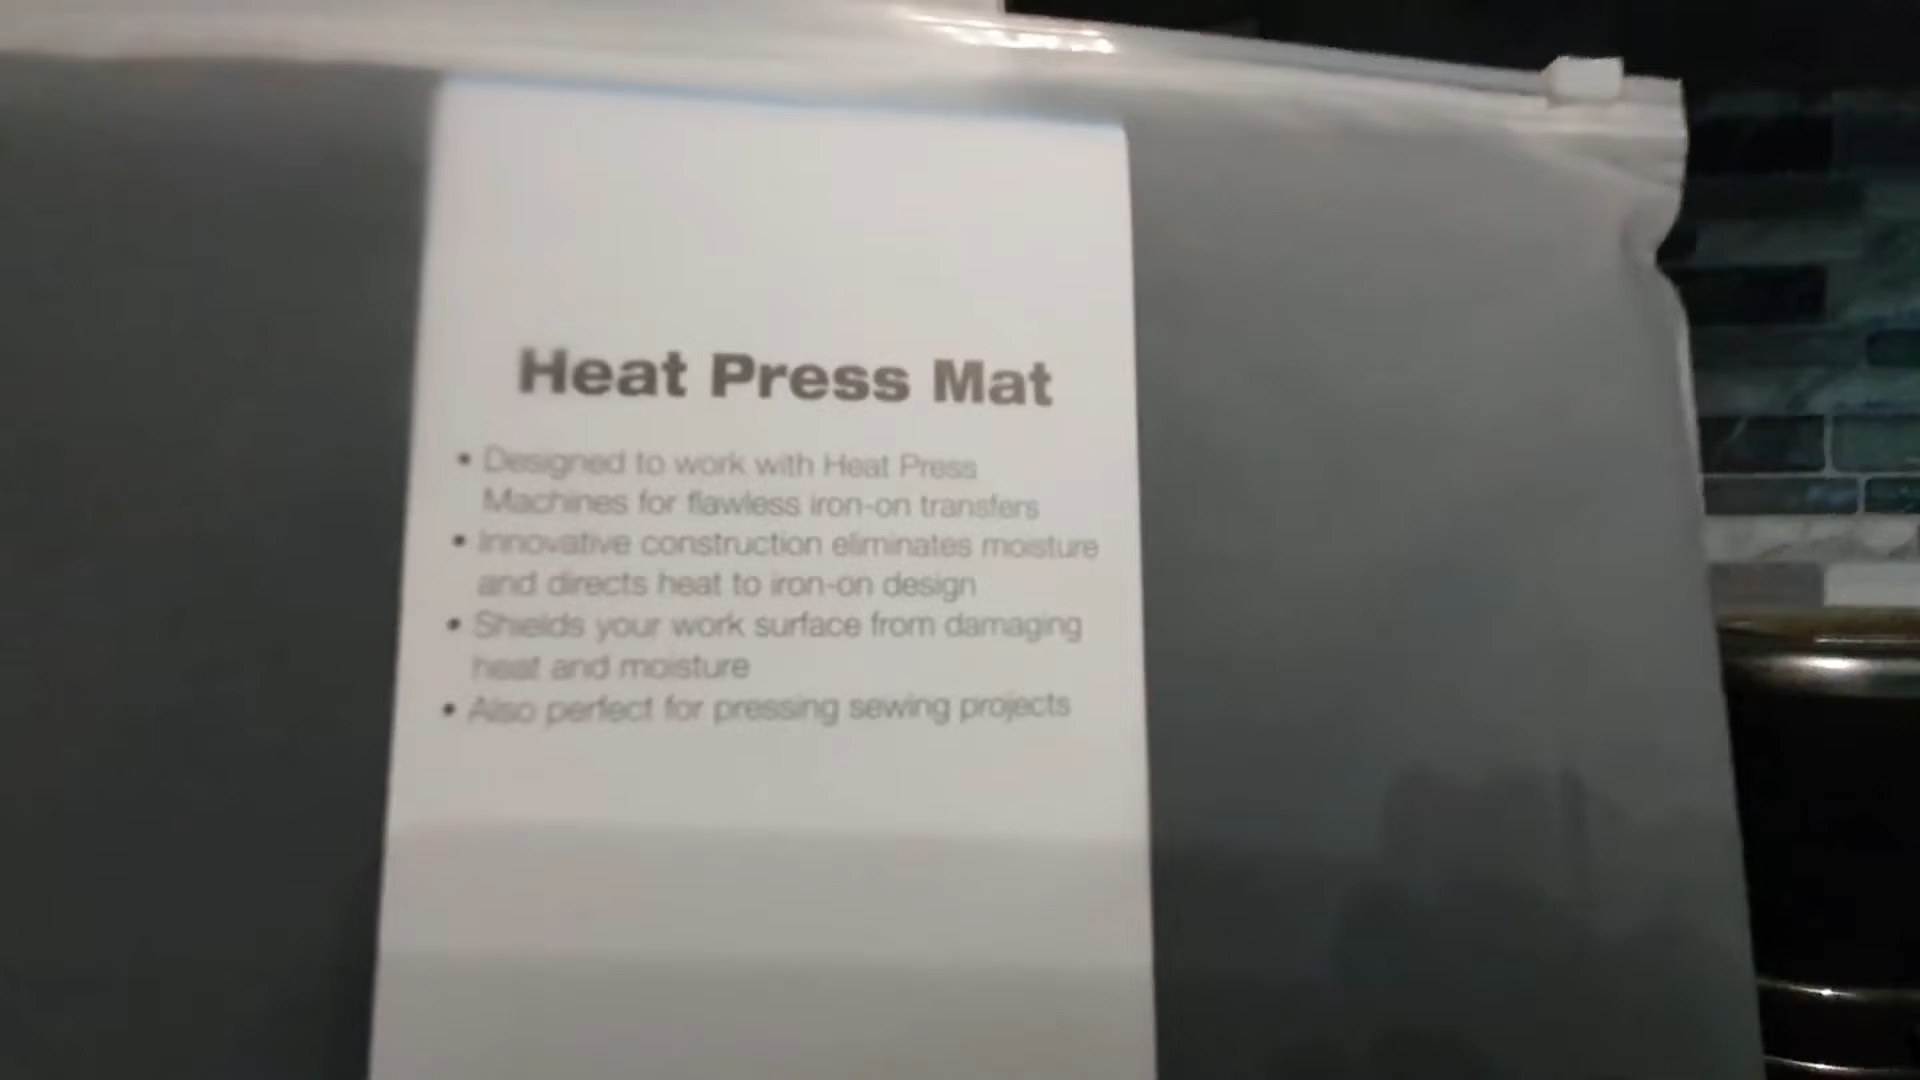 Heat Press Mat
• Designed to work with Heat Press
Machines for flawless iron-on transfers
• Innovative construction eliminates moisture
and directs heat to iron-on design
• Shields your work surface from damaging
heat and moisture
• Also perfect for pressing sewing projects